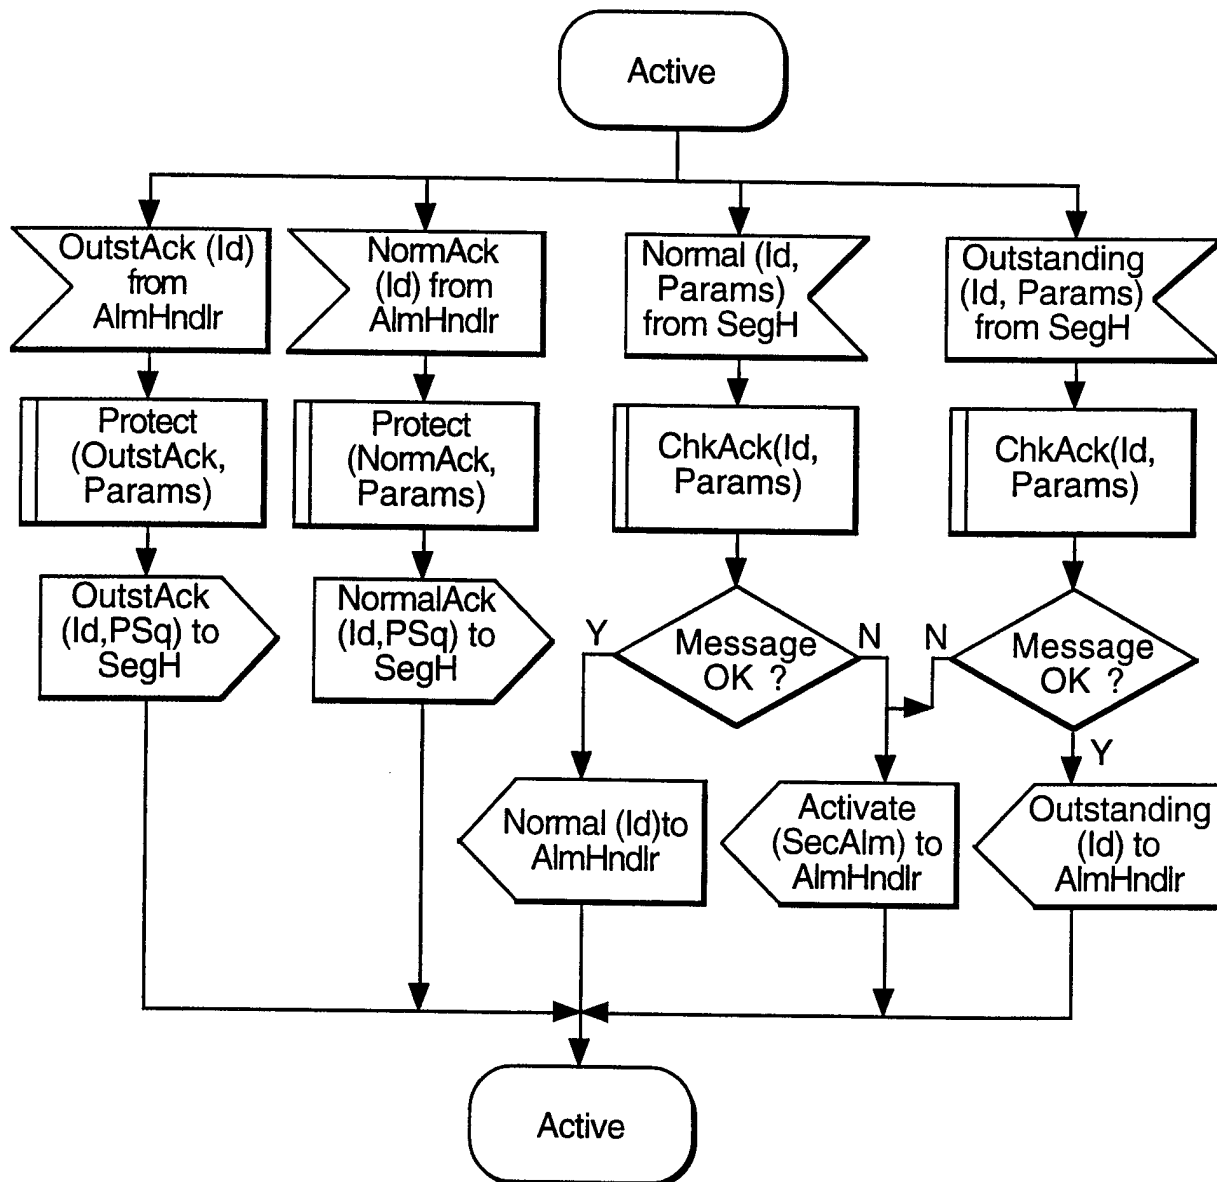 Active
OutstAck (Id)
from
AlmHndlr
NormAck
(Id) from
AlmHndlr
Normal (Id,
Params)
from SegH
Outstanding
(Id, Params)
from SegH
Protect
(OutstAck,
Params)
Protect
(NormAck,
Params)
ChkAck(Id,
Params)
ChkAck(Id,
Params)
OutstAck
(Id,PSq) to
SegH
NormalAck
(Id,PSq) to
SegH
Y
Message
OK ?
N
N
Message
OK ?
Y
Normal (Id)to
AlmHndlr
Activate
(SecAlm) to
AlmHndlr
Outstanding
(Id) to
AlmHndlr
Active